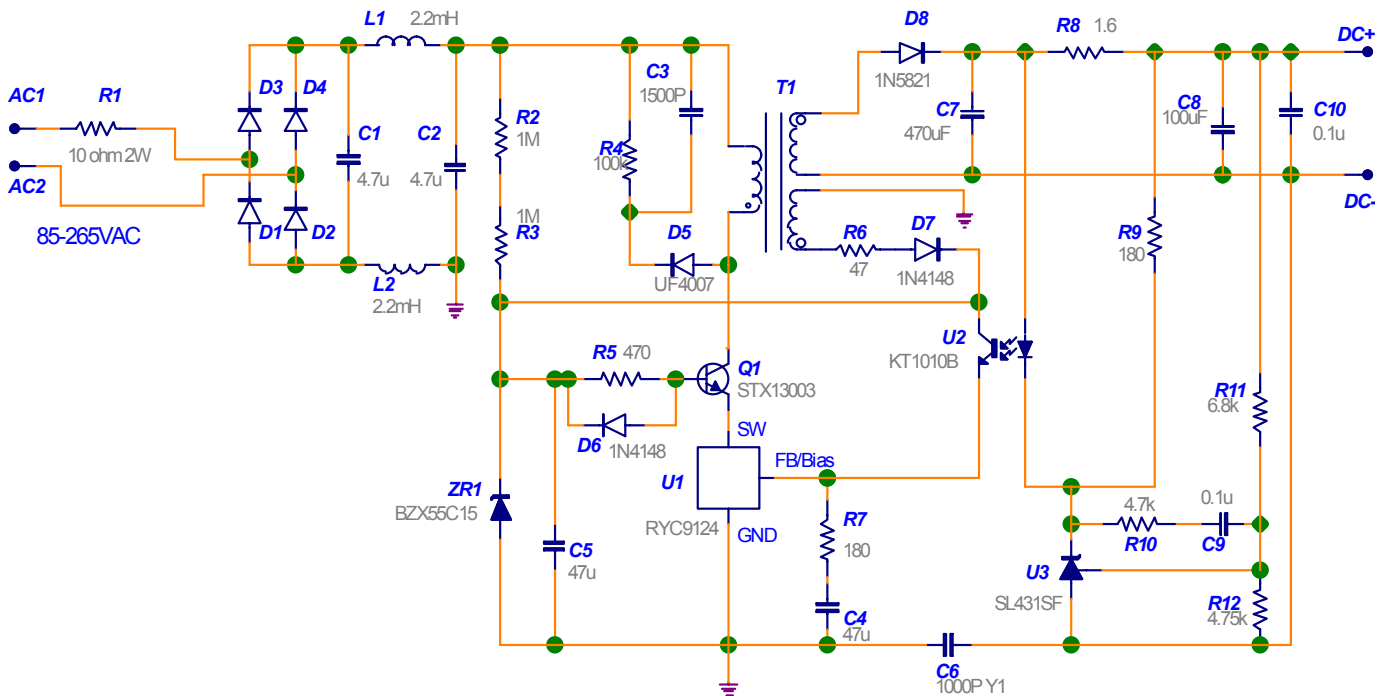 L1
2.2mH
D8
1N5821
R8
1.6
DC+
AC1
R1
10 ohm 2W
AC2
D3
D4
C1
4.7u
C2
4.7u
R2
1M
1M
R3
R4
100k
C3
1500P
T1
C7
470uF
C8
100uF
C10
0.1u
DC-
D1
D2
85-265VAC
L2
2.2mH
D5
UF4007
R6
47
D7
1N4148
R9
180
U2
KT1010B
R5
470
Q1
STX13003
D6
1N4148
SW
FB/Bias
U1
RYC9124
GND
ZR1
BZX55C15
C5
47u
R7
180
C4
47u
R11
6.8k
4.7k
R10
0.1u
C9
U3
SL431SF
R12
4.75k
C6
1000P Y1